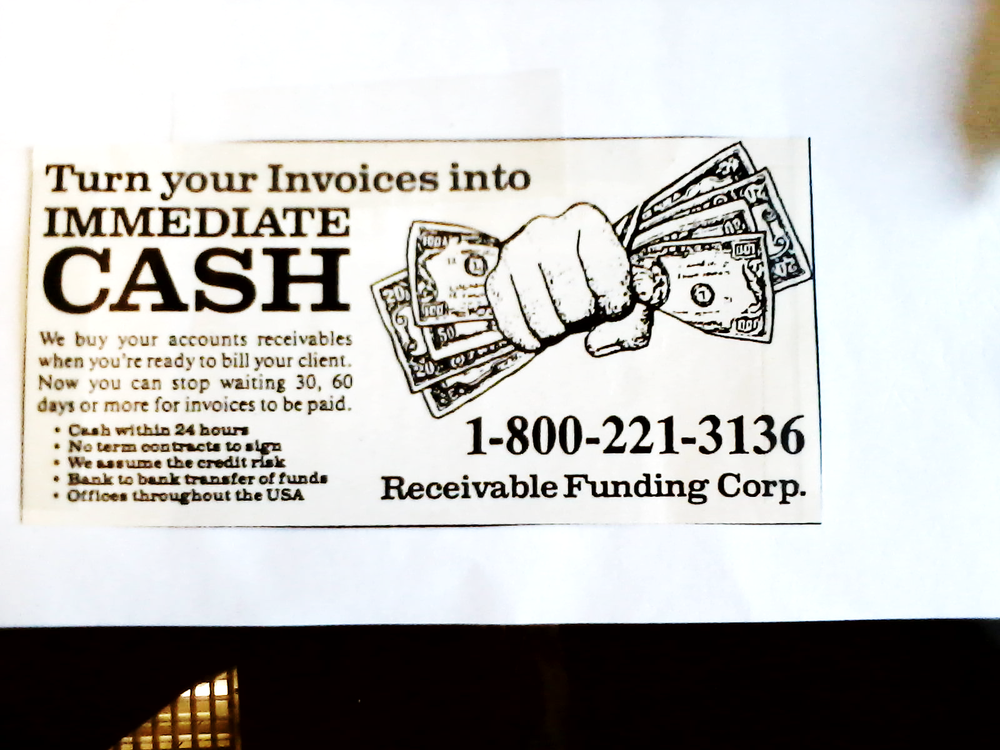 Turn your Invoices into
IMMEDIATE
CASH
We buy your accounts receivables
when you're ready to bill your client.
Now you can stop waiting 30, 60
days or more for invoices to be paid.
• Cash within 24 hours
• No term contracts to sign
• We assume the credit risk
• Bank to bank transfer of funds
• Offices throughout the USA
1-800-221-3136
Receivable Funding Corp.